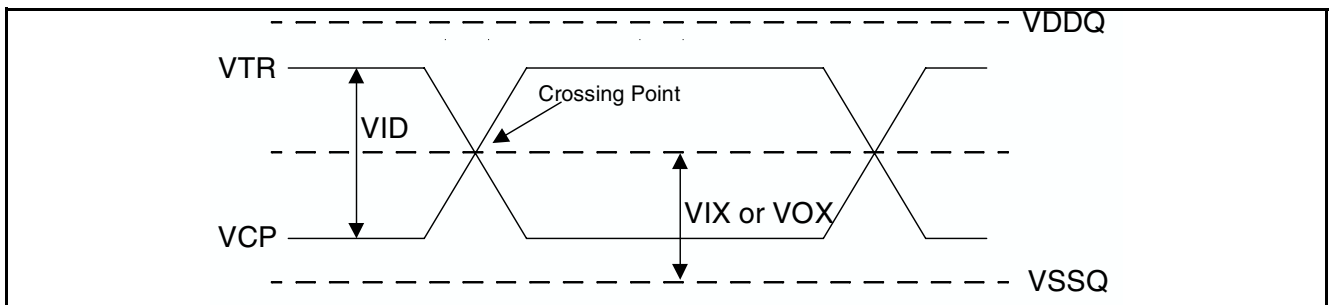 VDDQ
VTR
Crossing Point
VID
VIX or VOX
VCP
VSSQ